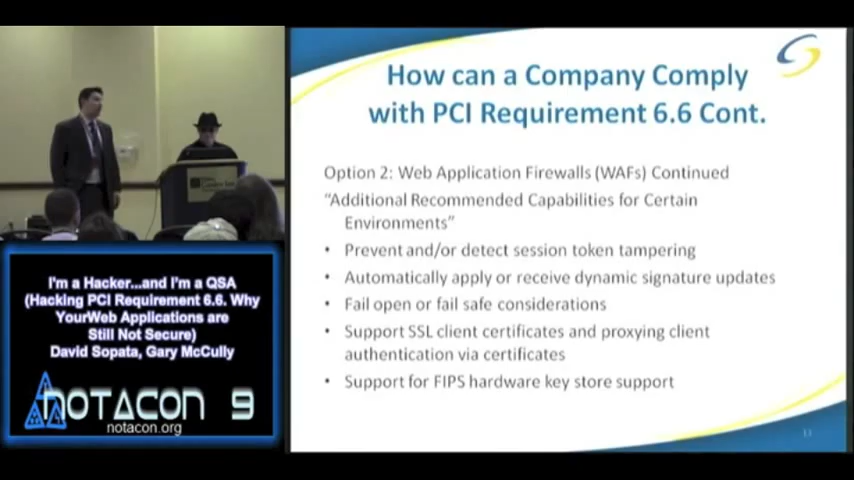 How can a Company Comply
with PCI Requirement 6.6 Cont.
Option 2: Web Application Firewalls (WAFs) Continued
“Additional Recommended Capabilities for Certain
Environments”
• Prevent and/or detect session token tampering
• Automatically apply or receive dynamic signature updates
• Fail open or fail safe considerations
• Support SSL client certificates and proxying client
authentication via certificates
• Support for FIPS hardware key store support
I'm a Hacker...and I'm a QSA
(Hacking PCI Requirement 6.6. Why
YourWeb Applications are
Still Not Secure)
David Sopata, Gary McCully
NOTACON 9
notacon.org